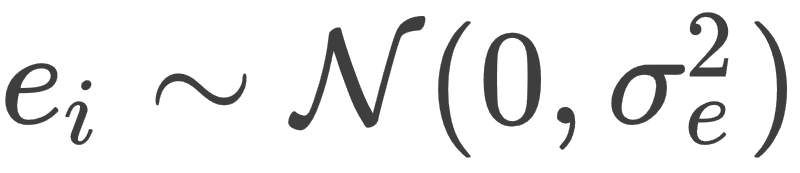 e_i ∼ 𝒩(0, σ_e^2)